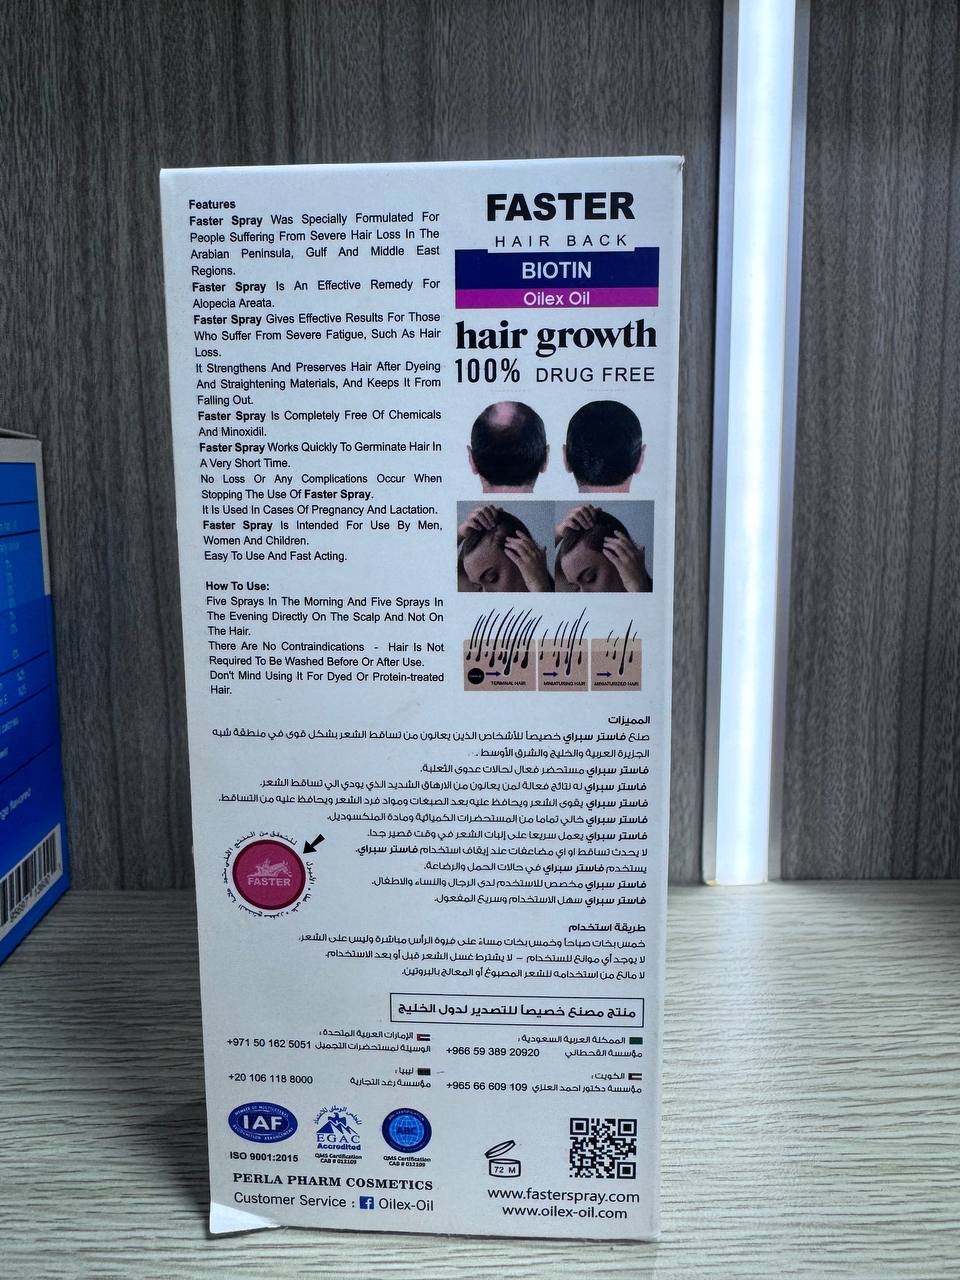 Features
Faster Spray Was Specially Formulated For
People Suffering From Severe Hair Loss In The
Arabian Peninsula, Gulf And Middle East
Regions.
Faster Spray Is An Effective Remedy For
Alopecia Areata.
Faster Spray Gives Effective Results For Those
Who Suffer From Severe Fatigue, Such As Hair
Loss.
It Strengthens And Preserves Hair After Dyeing
And Straightening Materials, And Keeps It From
Falling Out.
Faster Spray Is Completely Free Of Chemicals
And Minoxidil.
Faster Spray Works Quickly To Germinate Hair In
A Very Short Time.
No Loss Or Any Complications Occur When
Stopping The Use Of Faster Spray.
It Is Used In Cases Of Pregnancy And Lactation.
Faster Spray Is Intended For Use By Men,
Women And Children.
Easy To Use And Fast Acting.
How To Use:
Five Sprays In The Morning And Five Sprays In
The Evening Directly On The Scalp And Not On
The Hair.
There Are No Contraindications - Hair Is Not
Required To Be Washed Before Or After Use.
Don't Mind Using It For Dyed Or Protein-treated
Hair.
FASTER
HAIR BACK
BIOTIN
Oilex Oil
hair growth
100% DRUG FREE
TERMINAL HAIR
MINIATURING HAIR
MINIATURIZED HAIR
المميزات
صنع فاستر سبراي خصيصاً للأشخاص الذين يعانون من تساقط الشعر بشكل قوى في منطقة شبه
الجزيرة العربية والخليج والشرق الأوسط.
فاستر سبراي مستحضر فعال لحالات عدوى الثعلبة.
فاستر سبراي له نتائج فعالة لمن يعانون من الارهاق الشديد الذي يودي الي تساقط الشعر.
فاستر سبراي يقوى الشعر ويحافظ عليه بعد الصبغات ومواد فرد الشعر ويحافظ عليه من التساقط.
فاستر سبراي خالي تماما من المستحضرات الكميائية ومادة المنكسوديل.
فاستر سبراي يعمل سريعا على إنبات الشعر في وقت قصير جدا.
لا يحدث تساقط او اي مضاعفات عند إيقاف استخدام فاستر سبراي.
يستخدم فاستر سبراي في حالات الحمل والرضاعة.
فاستر سبراي مخصص للاستخدم لدى الرجال والنساء والاطفال.
فاستر سبراي سهل الاستخدام وسريع المفعول.
FASTER
طريقة استخدام
خمس بخات صباحاً وخمس بخات مساءً على فروة الرأس مباشرة وليس على الشعر.
لا يوجد أي موانع للاستخدام – لا يشترط غسل الشعر قبل أو بعد الاستخدام.
لا مانع من استخدامه للشعر المصبوغ أو المعالج بالبروتين.
منتج مصنع خصيصاً للتصدير لدول الخليج
الممكلة العربية السعودية :
مؤسسة القحطاني +966 59 389 20920
الإمارات العربية المتحدة :
الوسيلة لمستحضرات التجميل +971 50 162 5051
الكويت :
مؤسسة دكتور احمد العنزي +965 66 609 109
ليبيا :
مؤسسة رغد التجارية +20 106 118 8000
IAF
ISO 9001:2015
EGAC
Accredited
QMS Certification
CAB # 012109
ABC
QMS Certification
CAB # 012109
72 M
PERLA PHARM COSMETICS
Customer Service : Oilex-Oil
www.fasterspray.com
www.oilex-oil.com